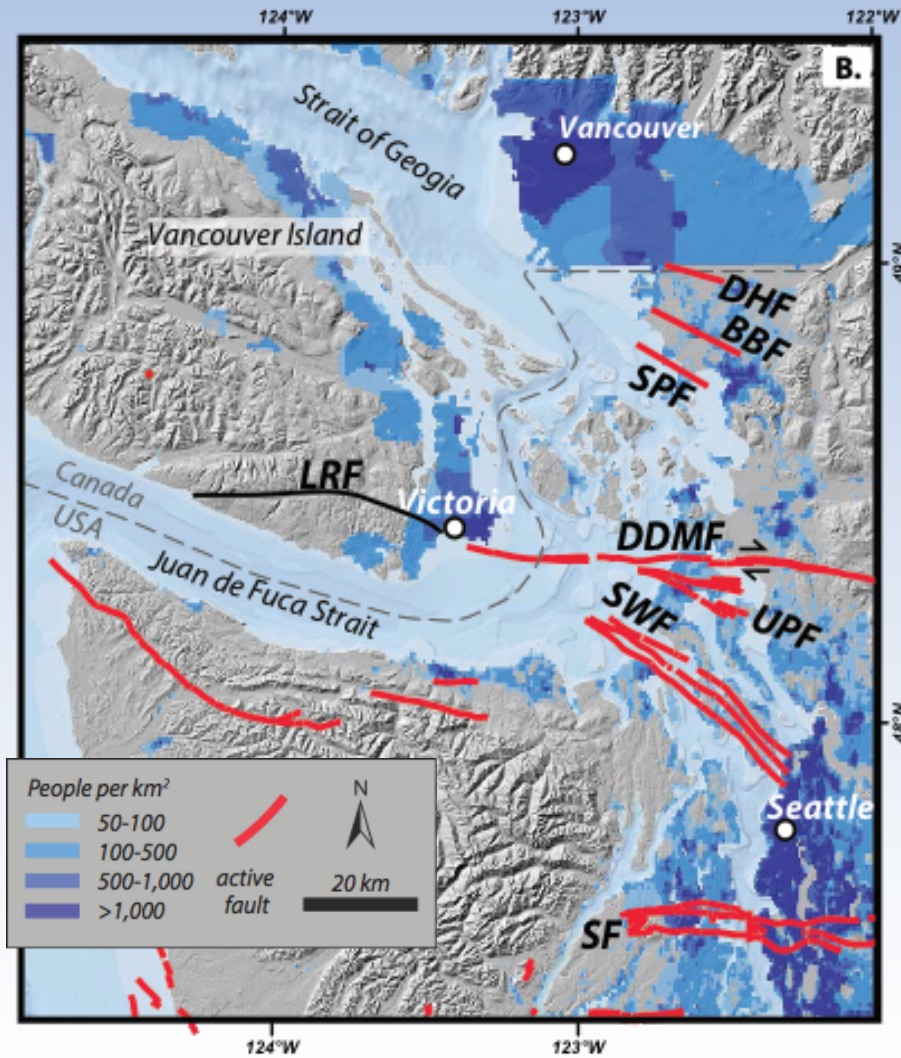 124°W
123°W
122°W
B.
Strait of Geogia
Vancouver
Vancouver Island
49°N
DHF
BBF
SPF
LRF
Canada
USA
Victoria
Juan de Fuca Strait
DDMF
SWF
UPF
48°N
People per km²
50-100
100-500
500-1,000
>1,000
active
fault
N
20 km
Seattle
SF
124°W
123°W